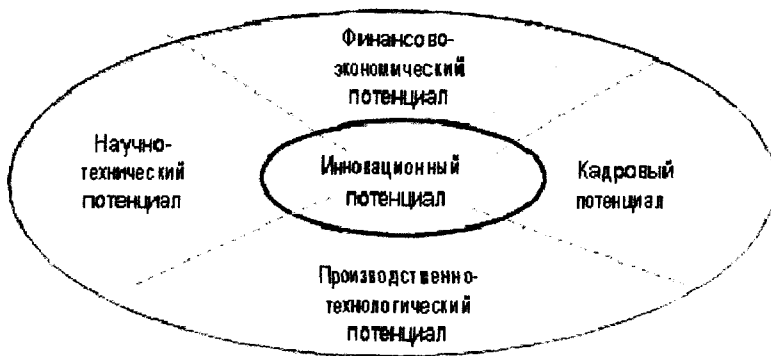 Финансово-
экономический
потенциал
Научно-
технический
потенциал
Инновационный
потенциал
Кадровый
потенциал
Производственно-
технологический
потенциал